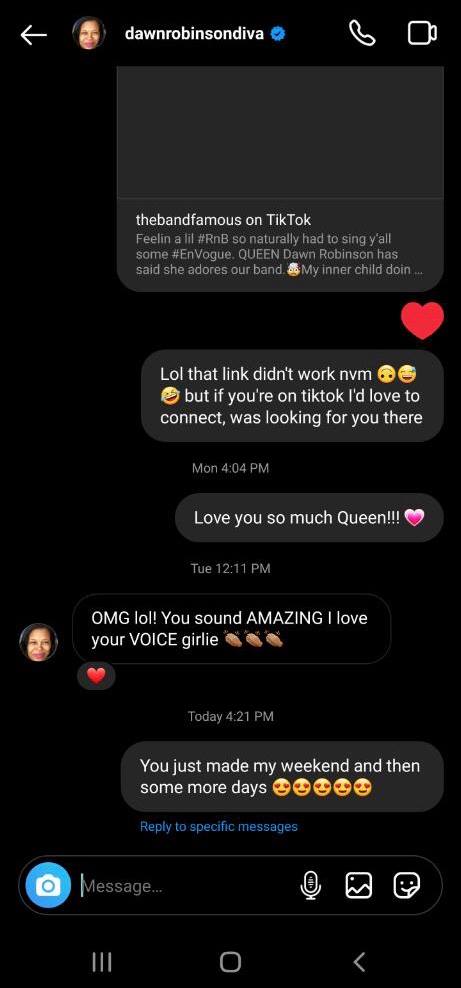 dawnrobinsondiva
thebandfamous on TikTok
Feelin a lil #RnB so naturally had to sing y'all
some #EnVogue. QUEEN Dawn Robinson has
said she adores our band.🤯My inner child doin ...
Lol that link didn't work nvm 🙃😅
🤣 but if you're on tiktok I'd love to
connect, was looking for you there
Mon 4:04 PM
Love you so much Queen!!! 💗
Tue 12:11 PM
OMG lol! You sound AMAZING I love
your VOICE girlie 👏🏽👏🏽👏🏽
Today 4:21 PM
You just made my weekend and then
some more days 😍😍😍😍😍
Reply to specific messages
Message...